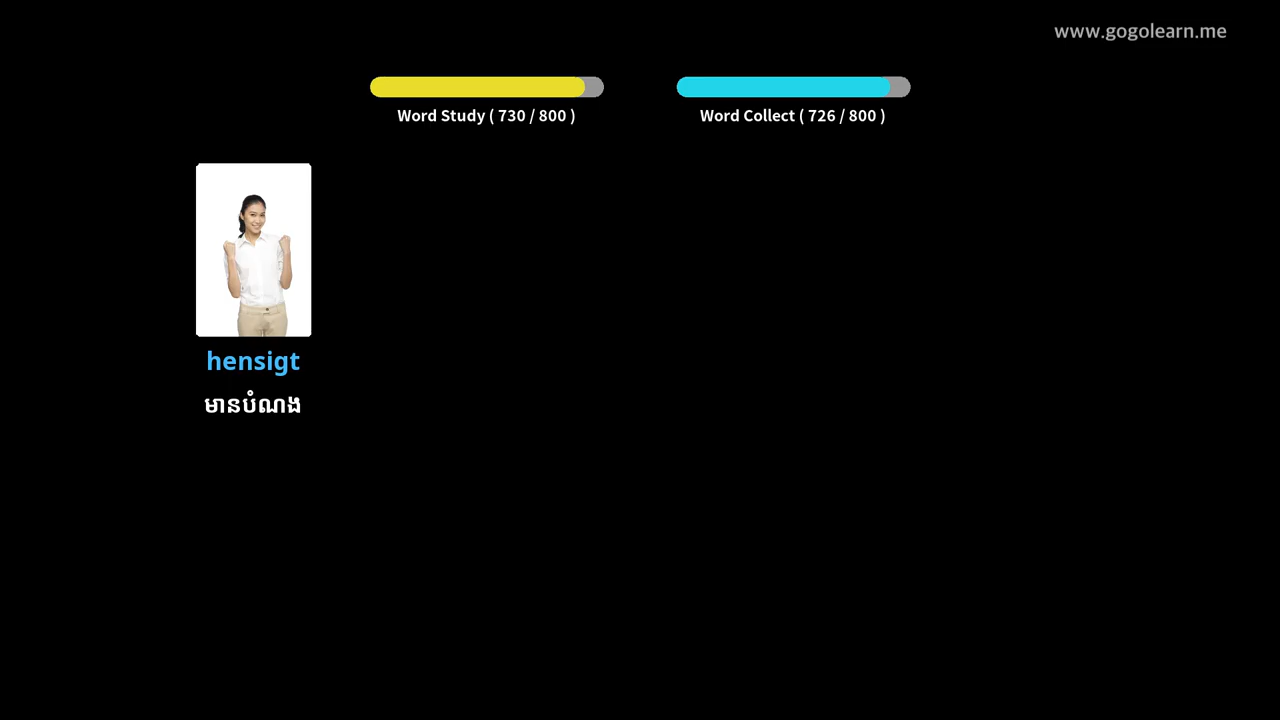 www.gogolearn.me
Word Study ( 730 / 800 )
Word Collect ( 726 / 800 )
hensigt
មានបំណង